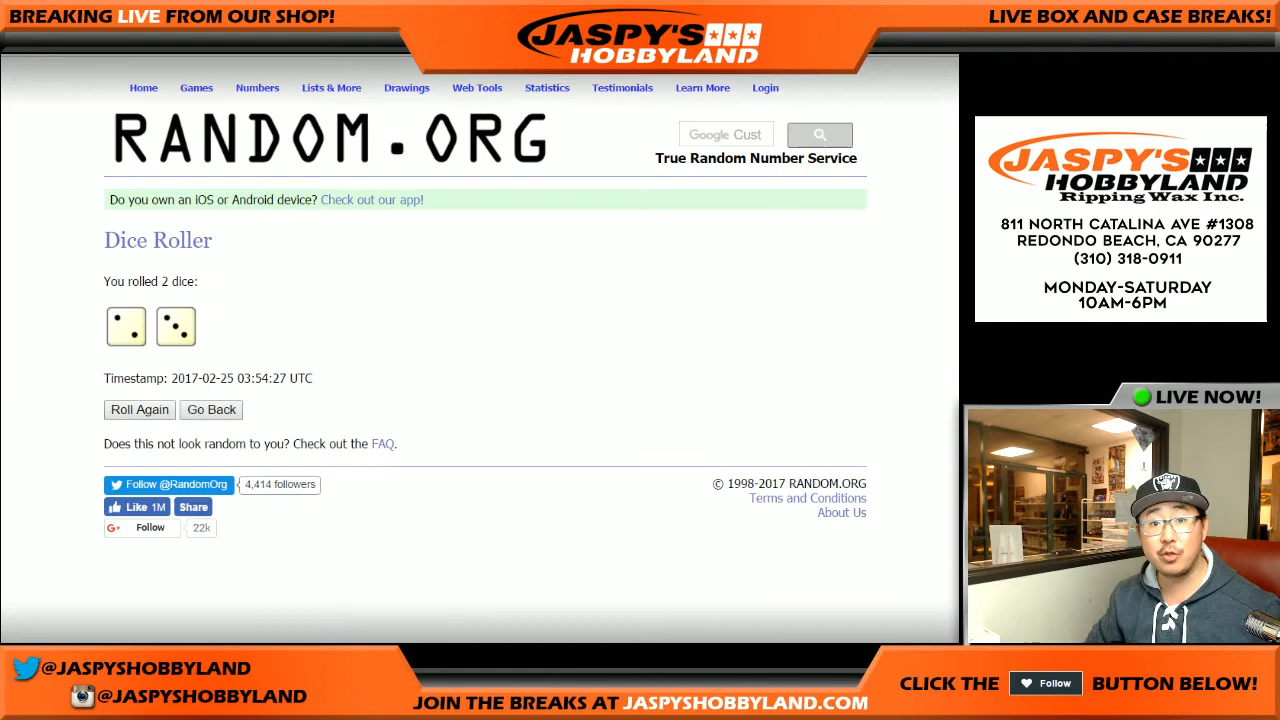 BREAKING LIVE FROM OUR SHOP!
JASPY'S
HOBBYLAND
LIVE BOX AND CASE BREAKS!
Home Games Numbers Lists & More Drawings Web Tools Statistics Testimonials Learn More Login
RANDOM.ORG
Google Cust
True Random Number Service
Do you own an iOS or Android device? Check out our app!
Dice Roller
You rolled 2 dice:
Timestamp: 2017-02-25 03:54:27 UTC
Roll Again Go Back
Does this not look random to you? Check out the FAQ.
Follow @RandomOrg 4,414 followers
Like 1M Share
G+ Follow 22k
© 1998-2017 RANDOM.ORG
Terms and Conditions
About Us
JASPY'S
HOBBYLAND
Ripping Wax Inc.
811 NORTH CATALINA AVE #1308
REDONDO BEACH, CA 90277
(310) 318-0911
MONDAY-SATURDAY
10AM-6PM
LIVE NOW!
@JASPYSHOBBYLAND
@JASPYSHOBBYLAND
JOIN THE BREAKS AT JASPYSHOBBYLAND.COM
CLICK THE Follow BUTTON BELOW!